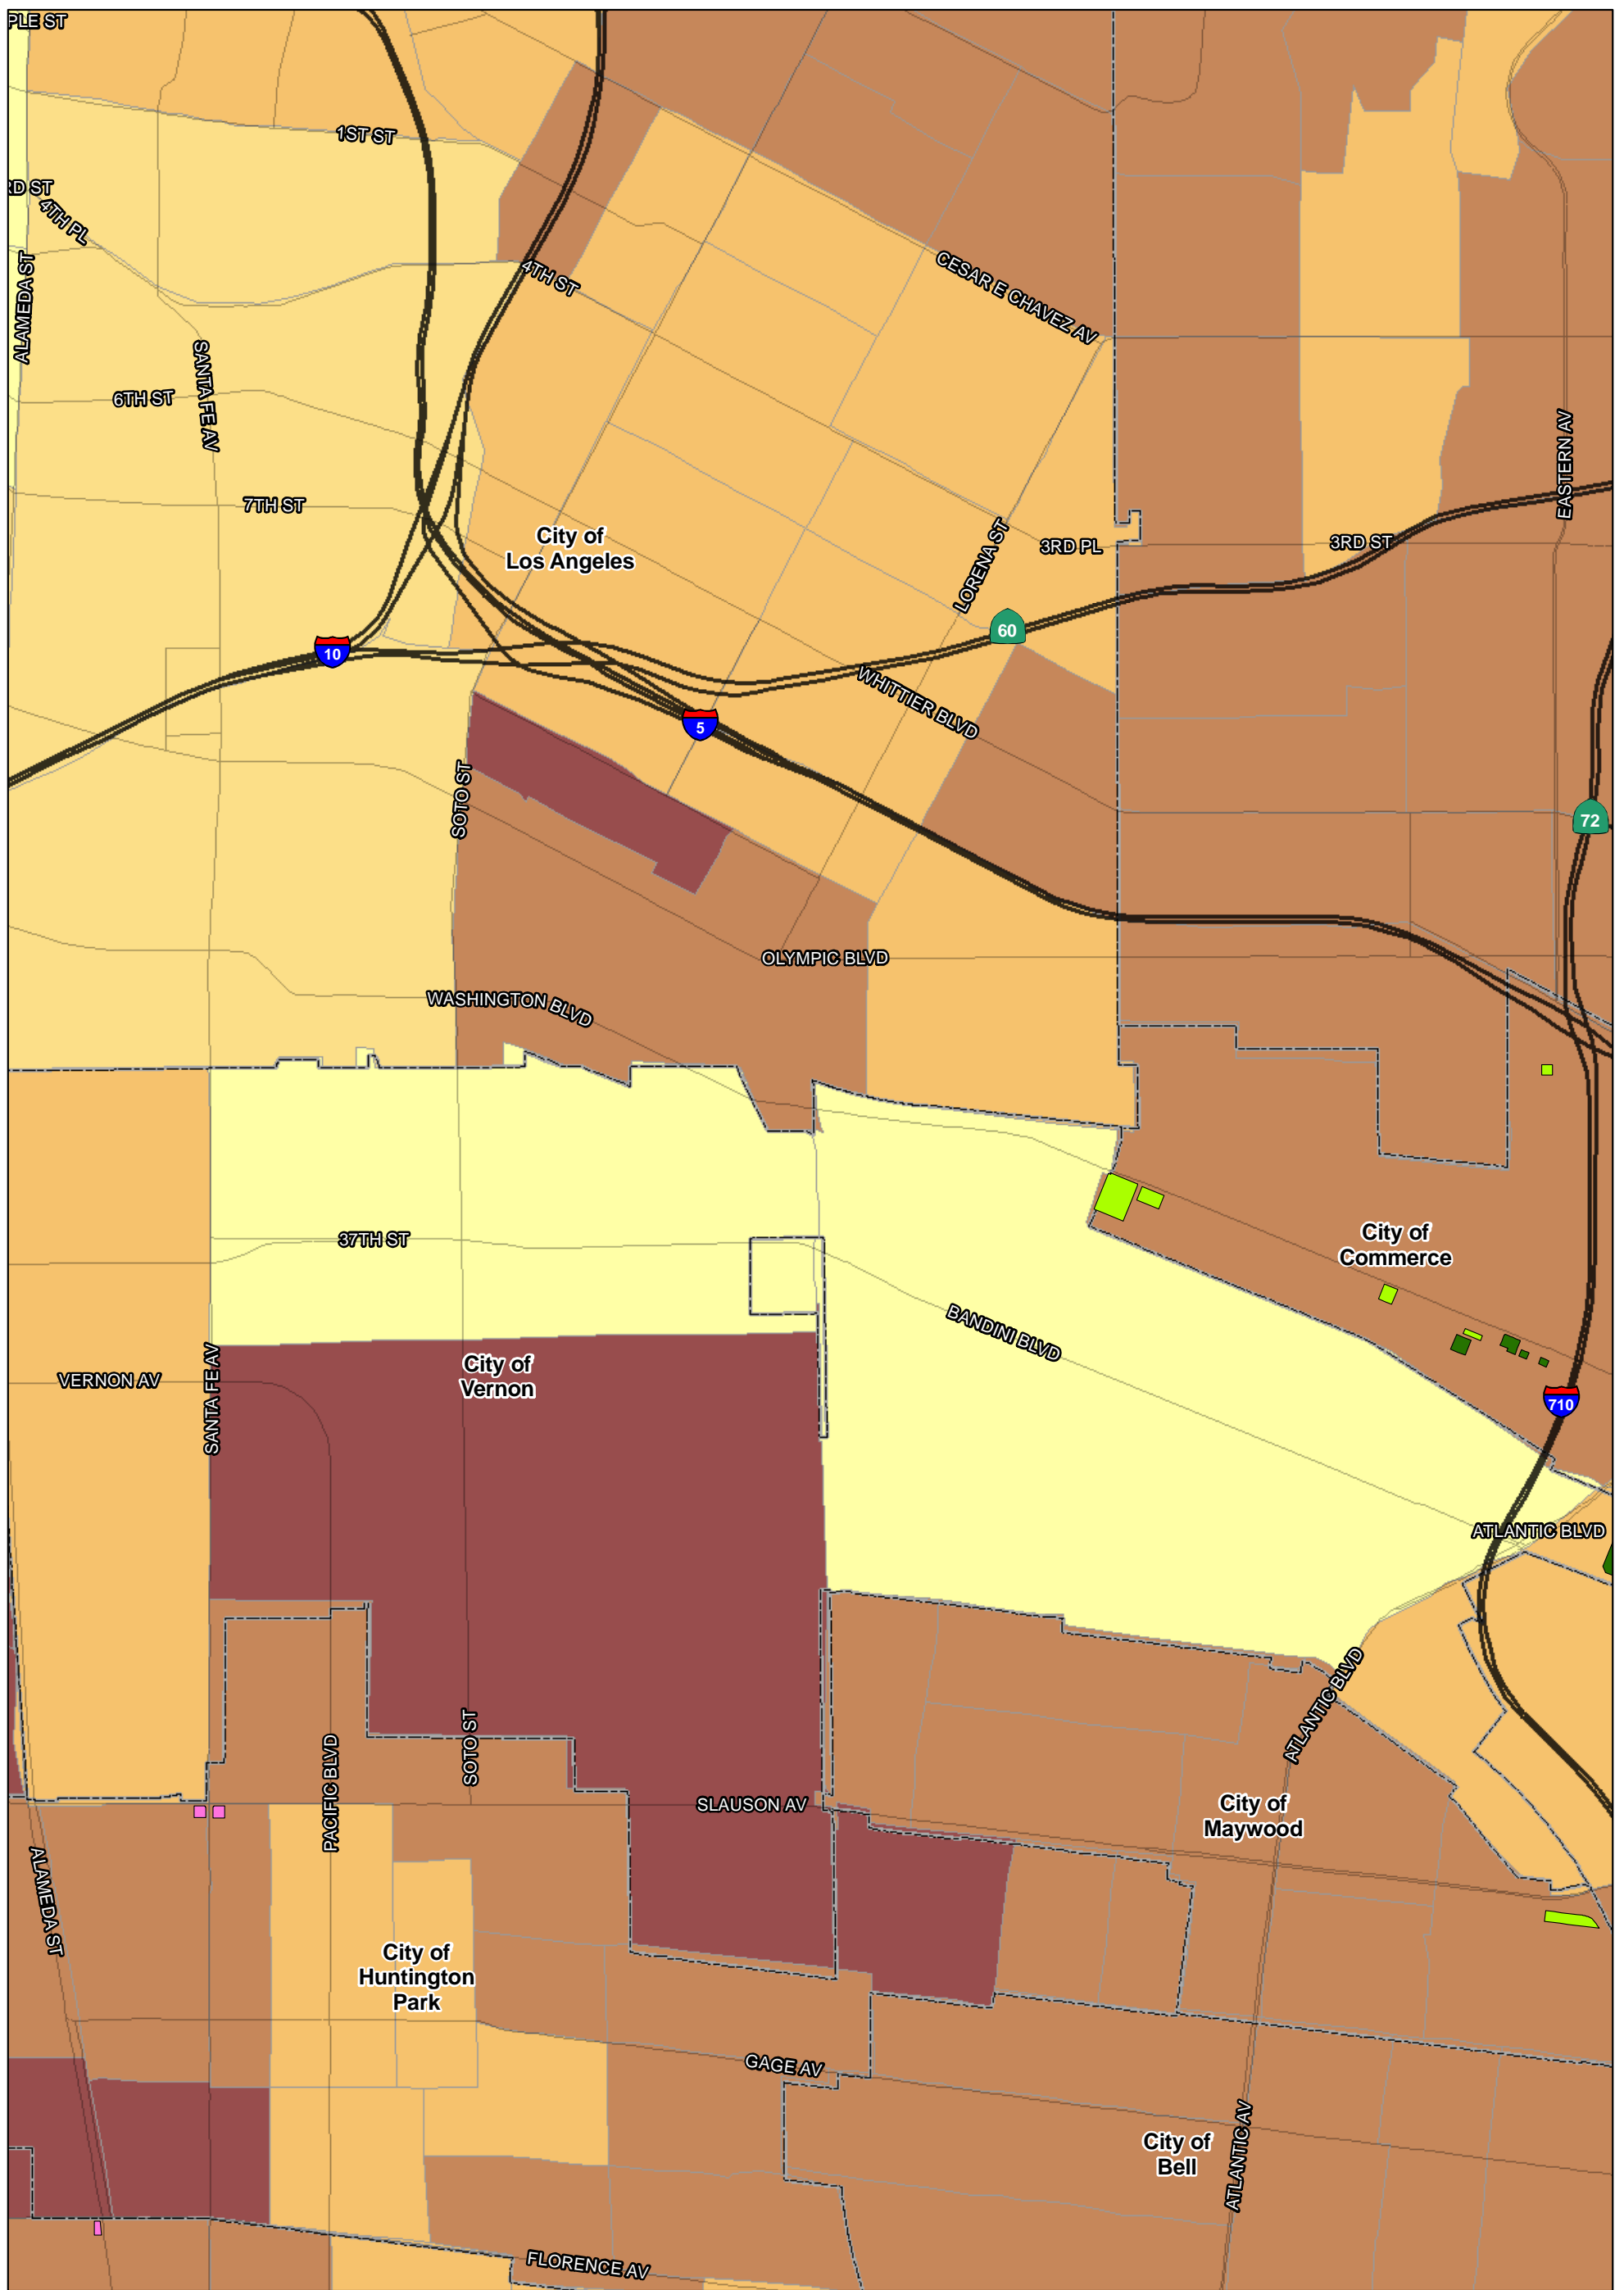 PLE ST
1ST ST
RD ST
4TH PL
ALAMEDA ST
4TH ST
CESAR E CHAVEZ AV
SANTA FE AV
6TH ST
EASTERN AV
7TH ST
City of
Los Angeles
LORENA ST
3RD PL
3RD ST
60
10
WHITTIER BLVD
5
SOTO ST
72
OLYMPIC BLVD
WASHINGTON BLVD
37TH ST
City of
Commerce
BANDINI BLVD
SANTA FE AV
VERNON AV
City of
Vernon
710
ATLANTIC BLVD
ATLANTIC BLVD
SOTO ST
PACIFIC BLVD
SLAUSON AV
City of
Maywood
ALAMEDA ST
City of
Huntington
Park
GAGE AV
ATLANTIC AV
City of
Bell
FLORENCE AV